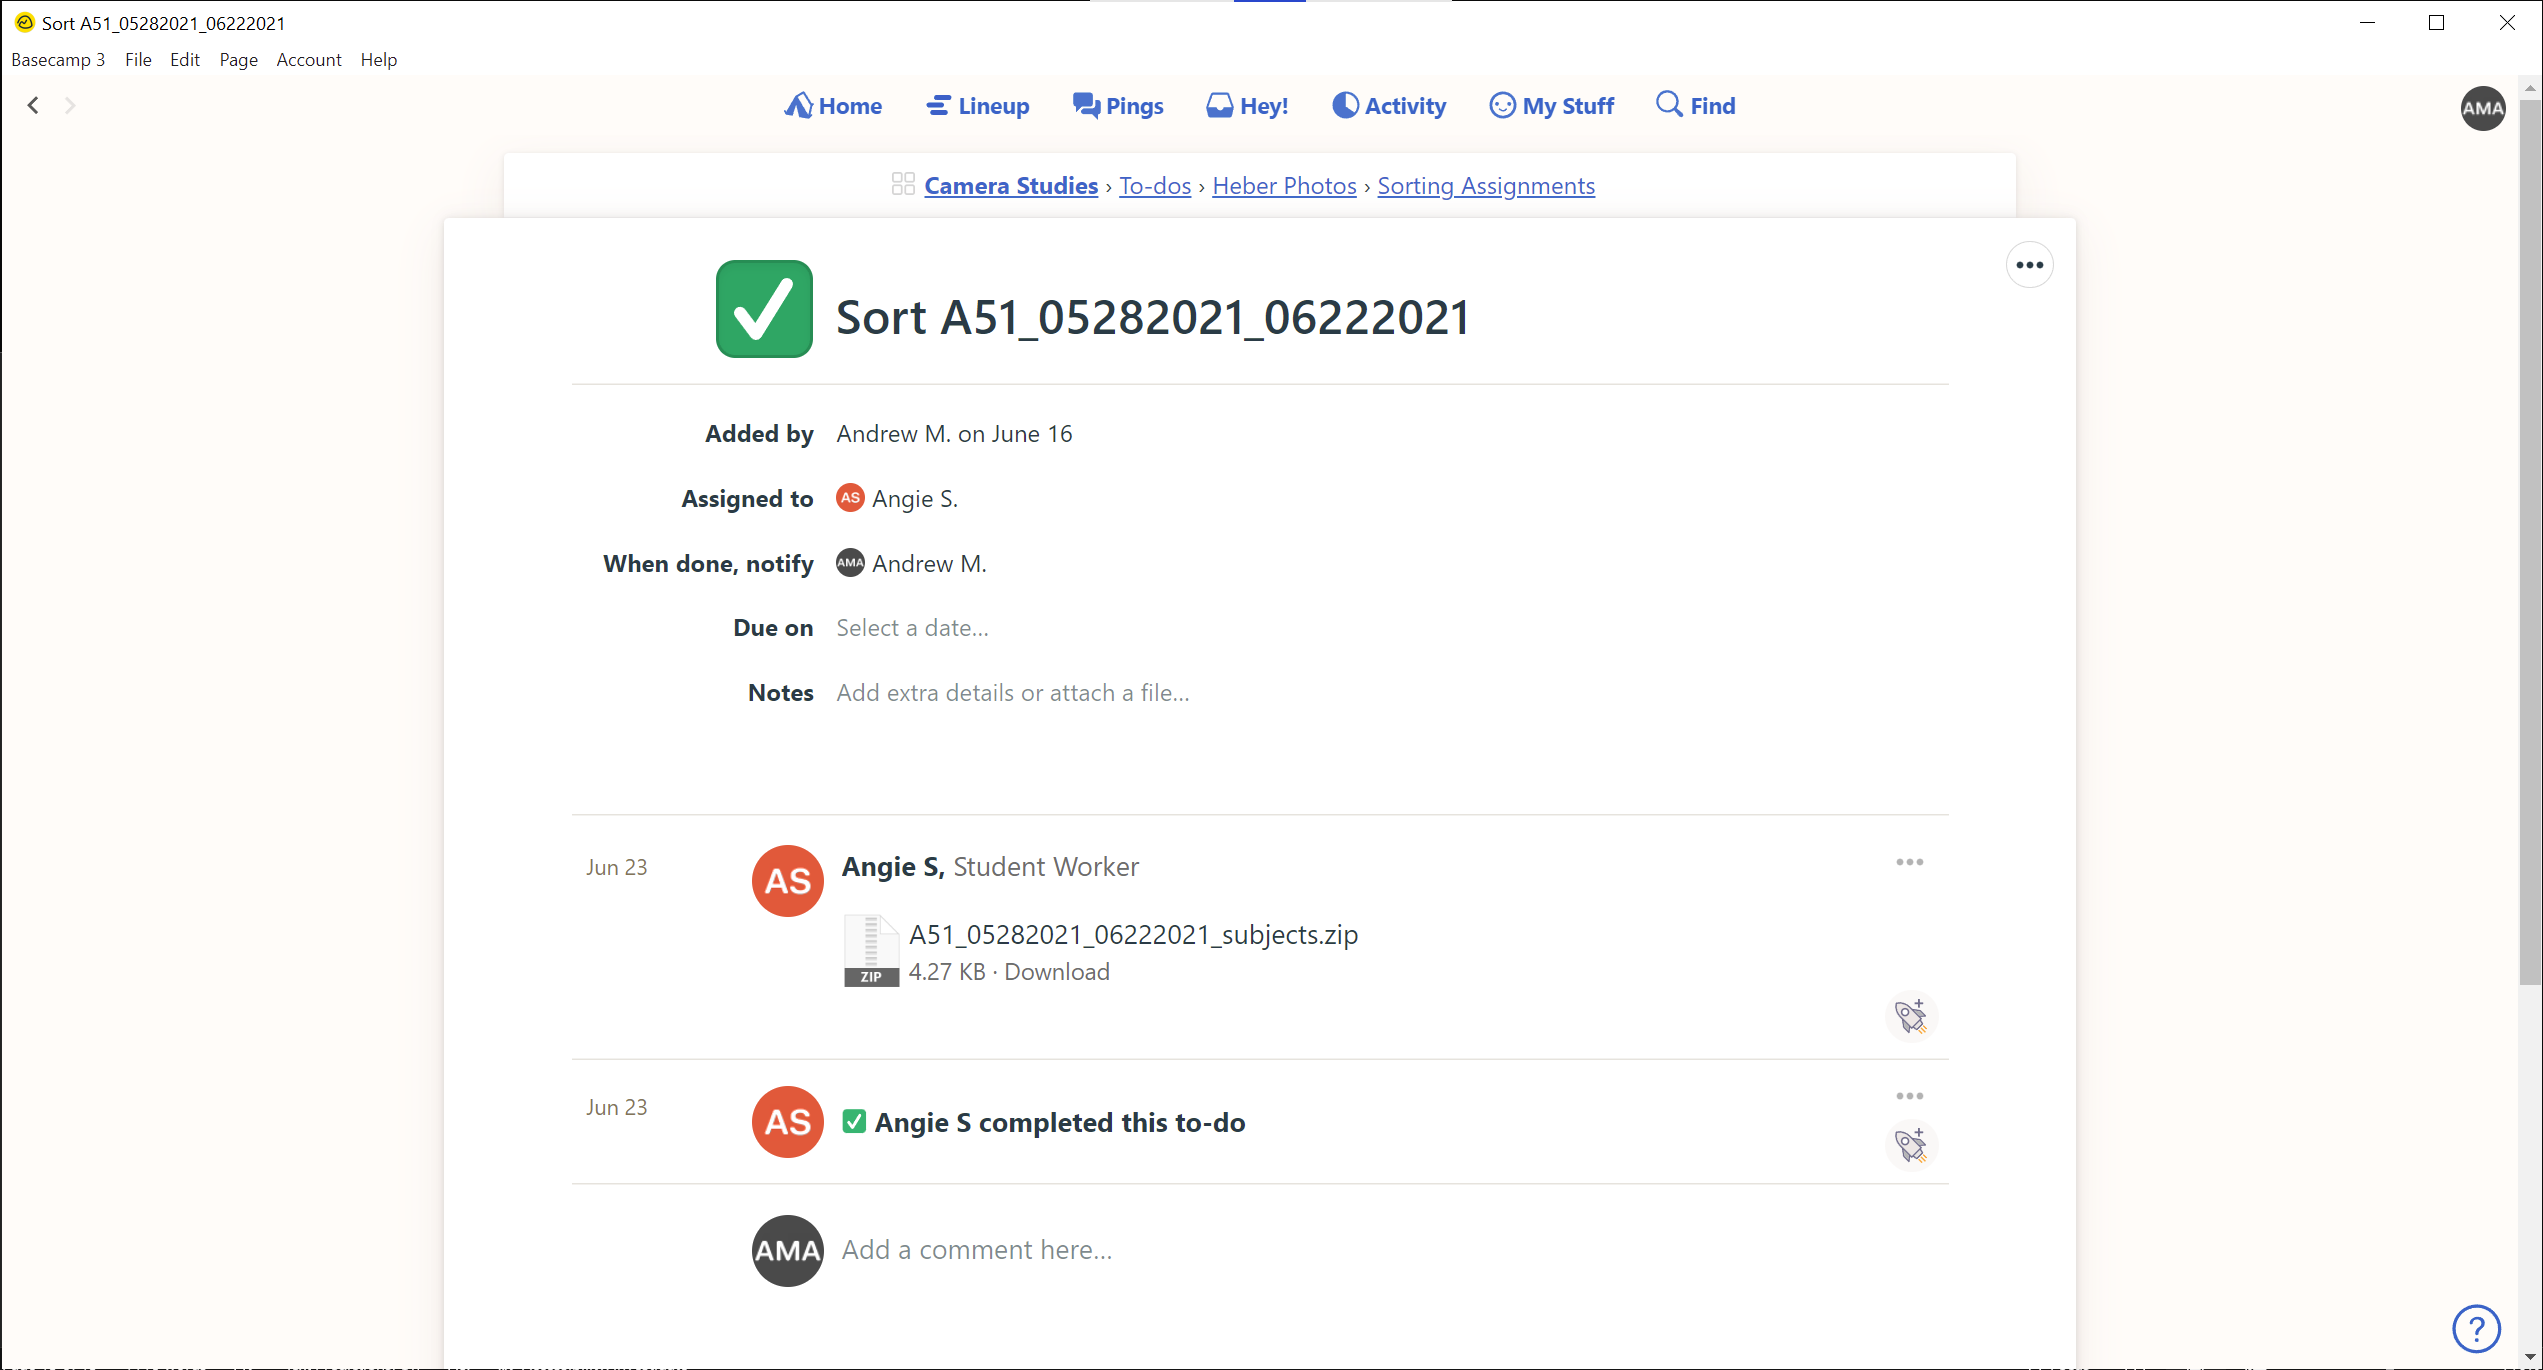 Sort A51_05282021_06222021
Basecamp 3 File Edit Page Account Help
Home Lineup Pings Hey! Activity My Stuff Find
AMA
Camera Studies › To-dos › Heber Photos › Sorting Assignments
Sort A51_05282021_06222021
Added by Andrew M. on June 16
Assigned to AS Angie S.
When done, notify AMA Andrew M.
Due on Select a date...
Notes Add extra details or attach a file...
Jun 23 AS Angie S, Student Worker
A51_05282021_06222021_subjects.zip
ZIP 4.27 KB · Download
Jun 23 AS Angie S completed this to-do
AMA Add a comment here...
?